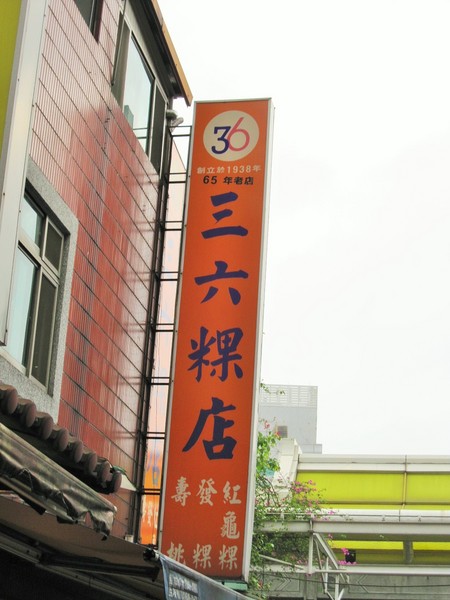 36
創立於1938年
65 年老店
三六粿店
紅龜粿
發粿
壽桃